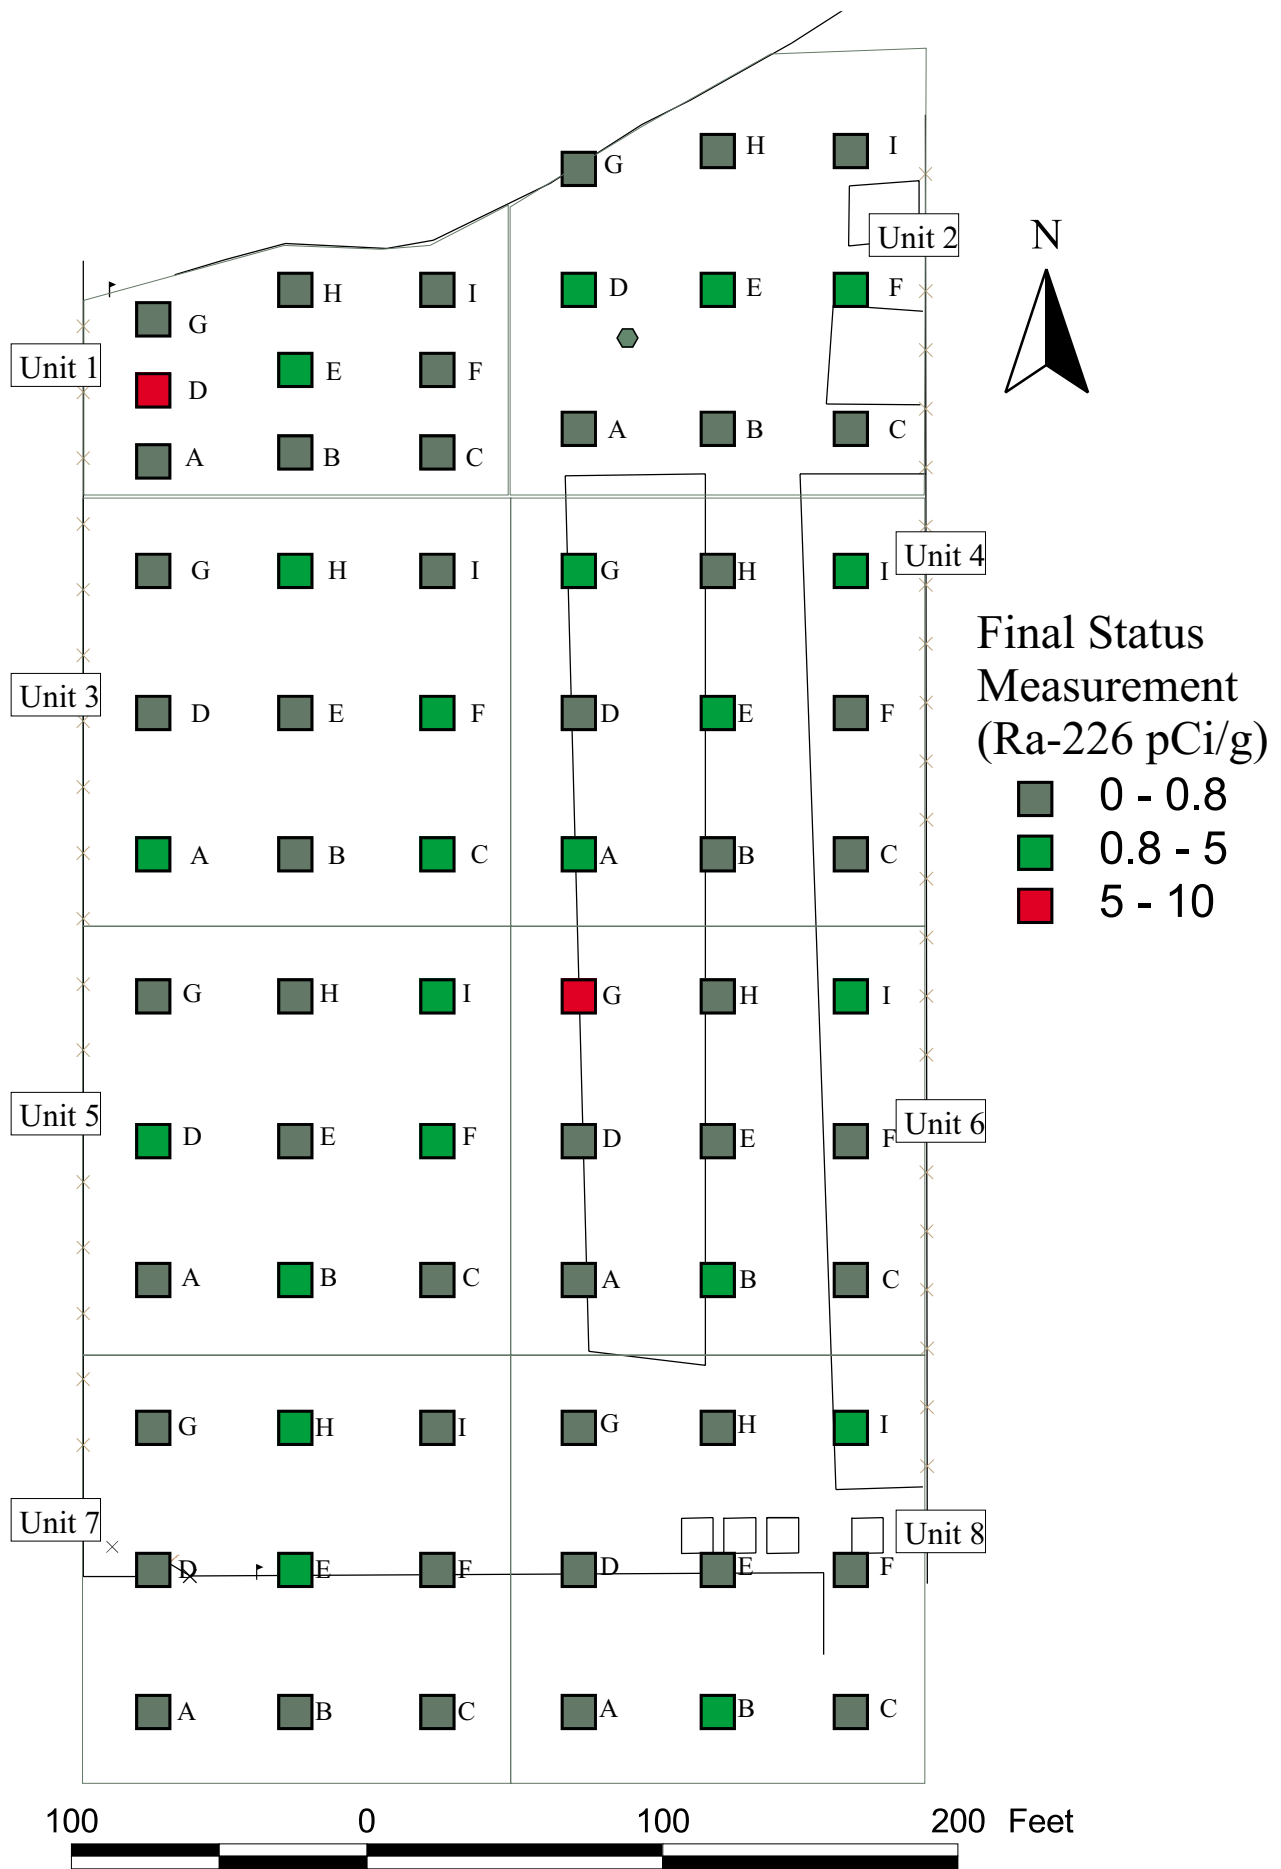 G
H
I
Unit 2
N
H
I
D
E
F
G
Unit 1
D
E
F
A
B
C
A
B
C
G
H
I
G
H
I
Unit 4
Final Status
Measurement
(Ra-226 pCi/g)
0 - 0.8
0.8 - 5
5 - 10
Unit 3
D
E
F
D
E
F
A
B
C
A
B
C
G
H
I
G
H
I
Unit 5
D
E
F
D
E
F
Unit 6
A
B
C
A
B
C
G
H
I
G
H
I
Unit 7
Unit 8
D
E
F
D
E
F
A
B
C
A
B
C
100 0 100 200 Feet